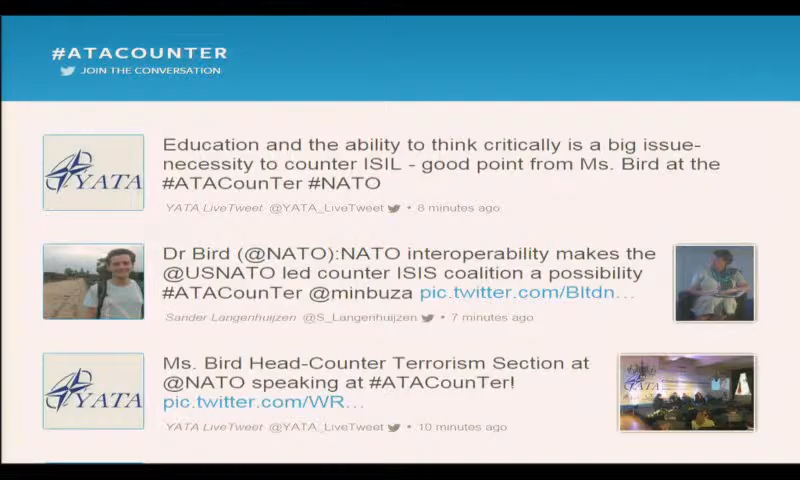 #ATACOUNTER
JOIN THE CONVERSATION
YATA
Education and the ability to think critically is a big issue-
necessity to counter ISIL - good point from Ms. Bird at the
#ATACounTer #NATO
YATA LiveTweet @YATA_LiveTweet • 8 minutes ago
Dr Bird (@NATO):NATO interoperability makes the
@USNATO led counter ISIS coalition a possibility
#ATACounTer @minbuza pic.twitter.com/Bltdn...
Sander Langenhuijzen @S_Langenhuijzen • 7 minutes ago
YATA
Ms. Bird Head-Counter Terrorism Section at
@NATO speaking at #ATACounTer!
pic.twitter.com/WR...
YATA LiveTweet @YATA_LiveTweet • 10 minutes ago
YATA